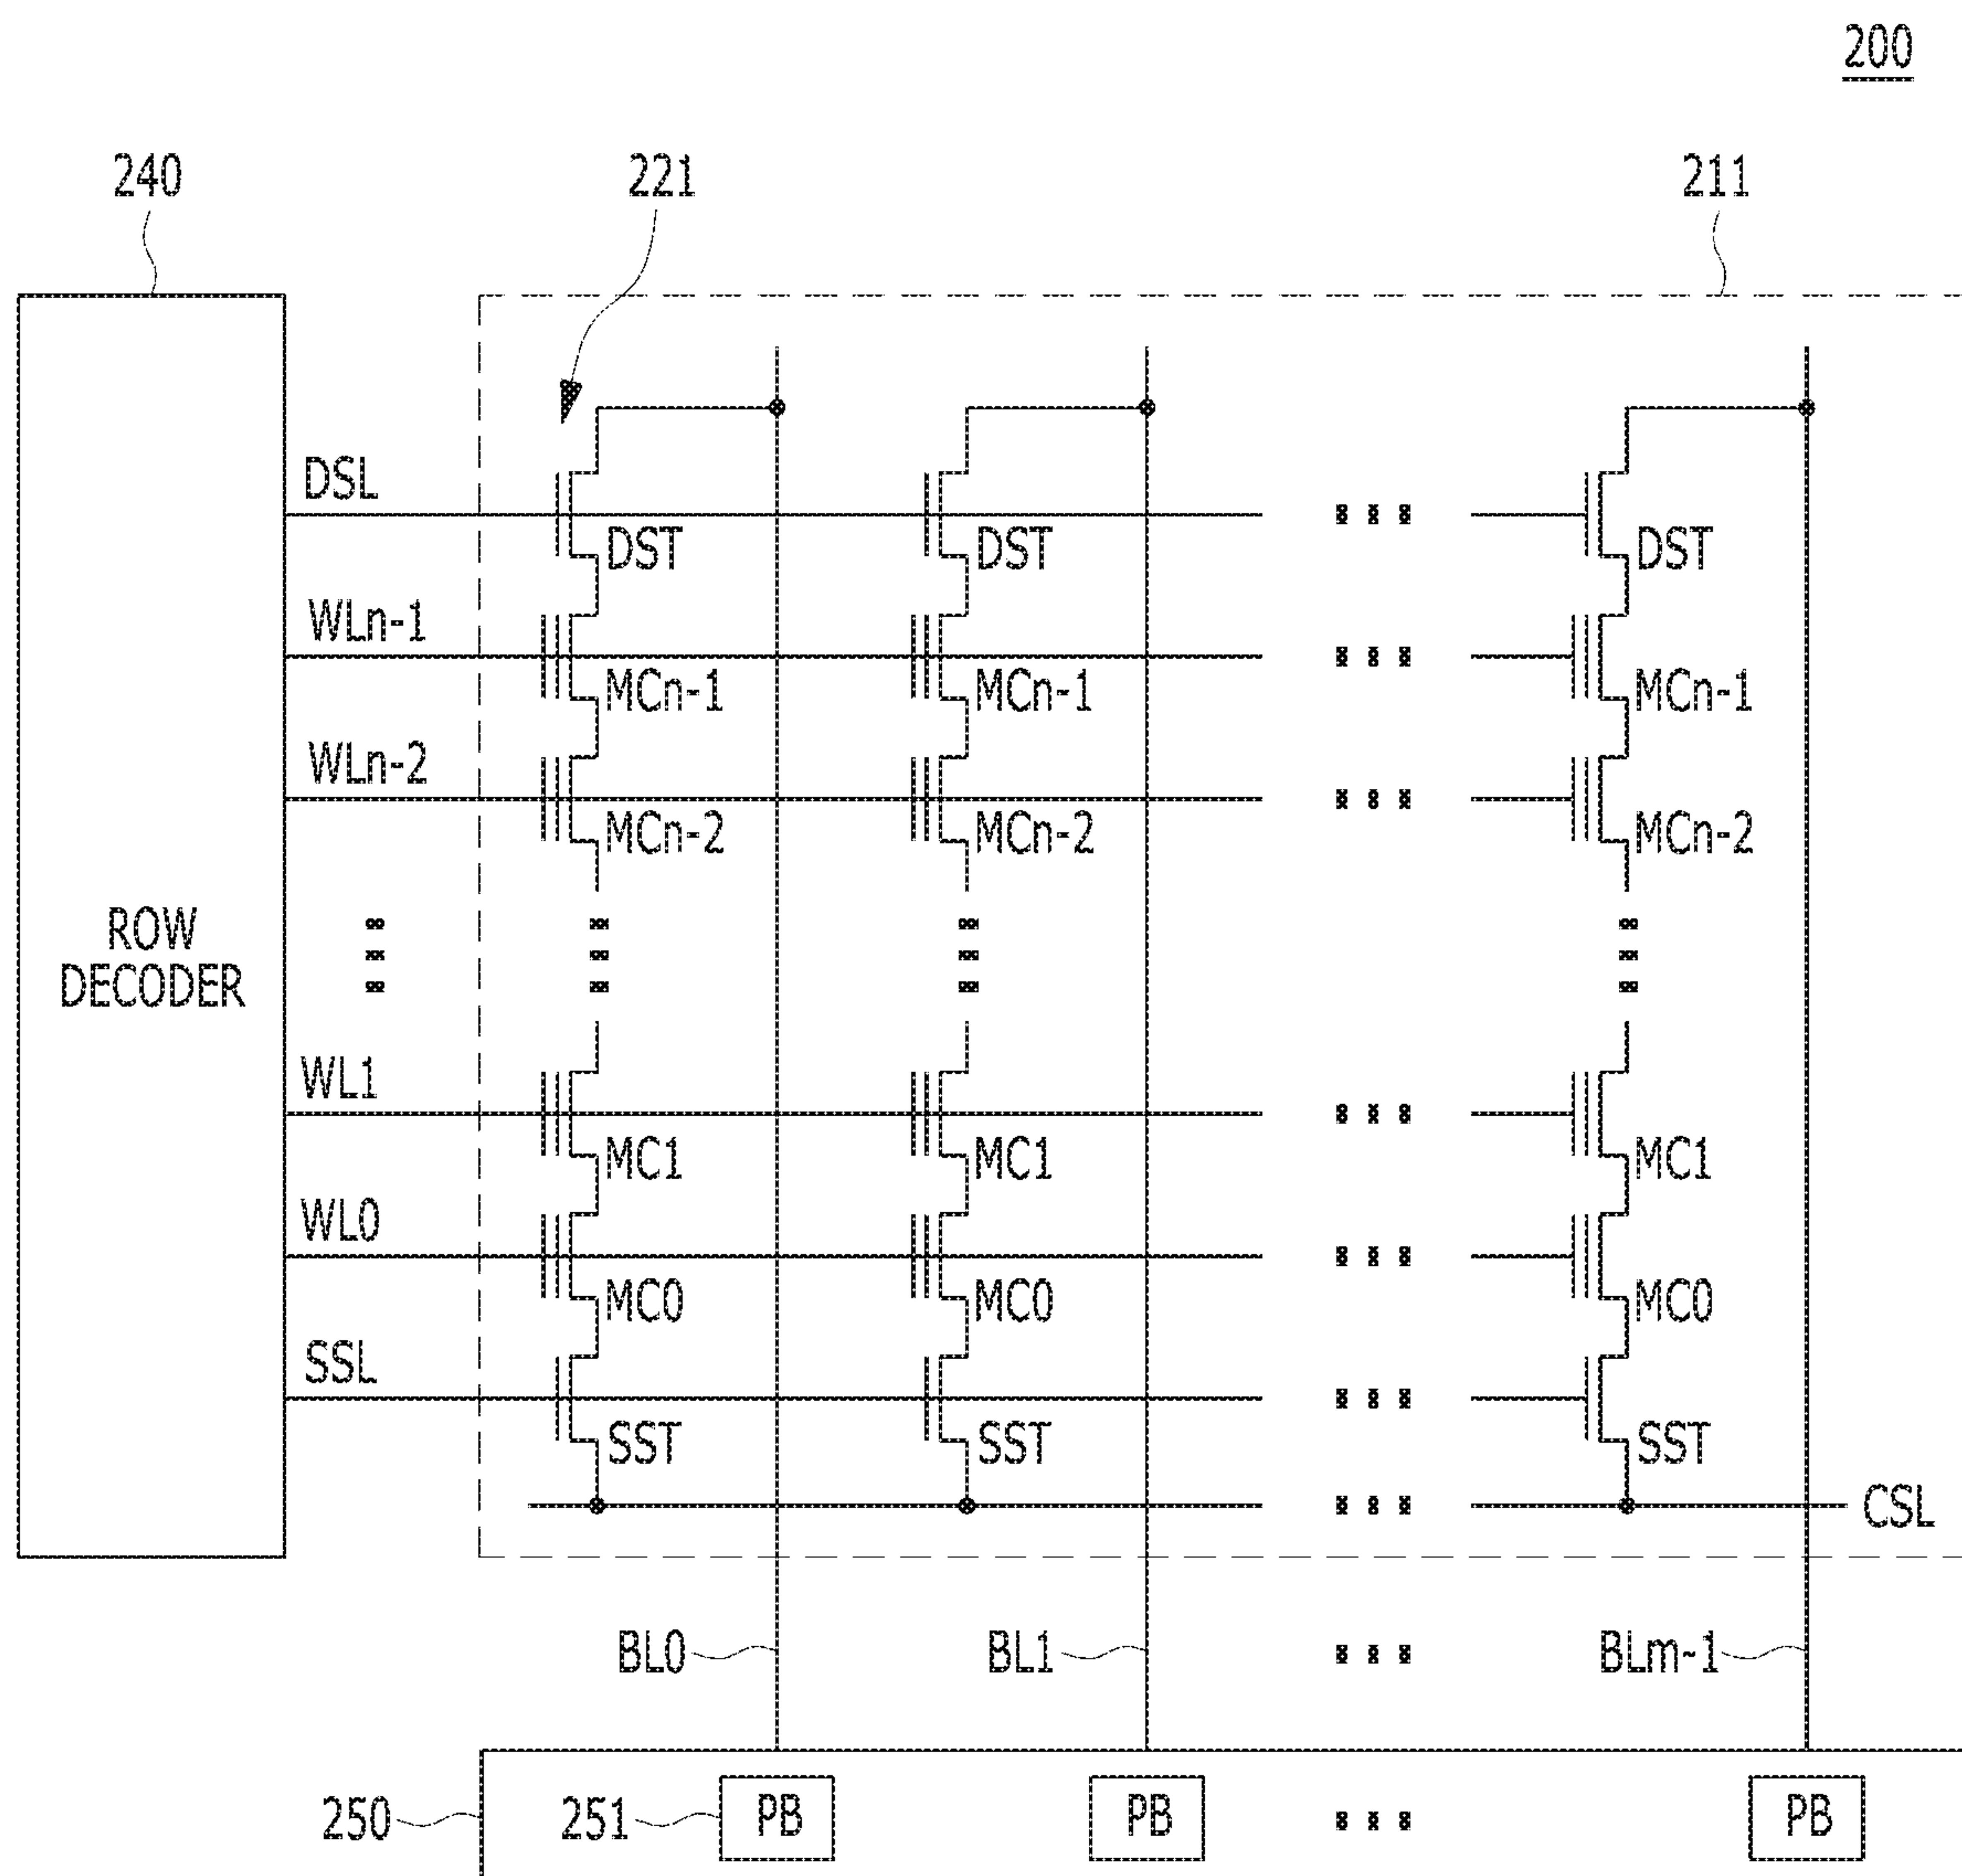 200
240
221
211
DSL
DST DST DST
WLn-1
MCn-1 MCn-1 MCn-1
WLn-2
MCn-2 MCn-2 MCn-2
ROW
DECODER
WL1
MC1 MC1 MC1
WL0
MC0 MC0 MC0
SSL
SST SST SST
CSL
BL0 BL1 BLm-1
250 251 PB PB PB